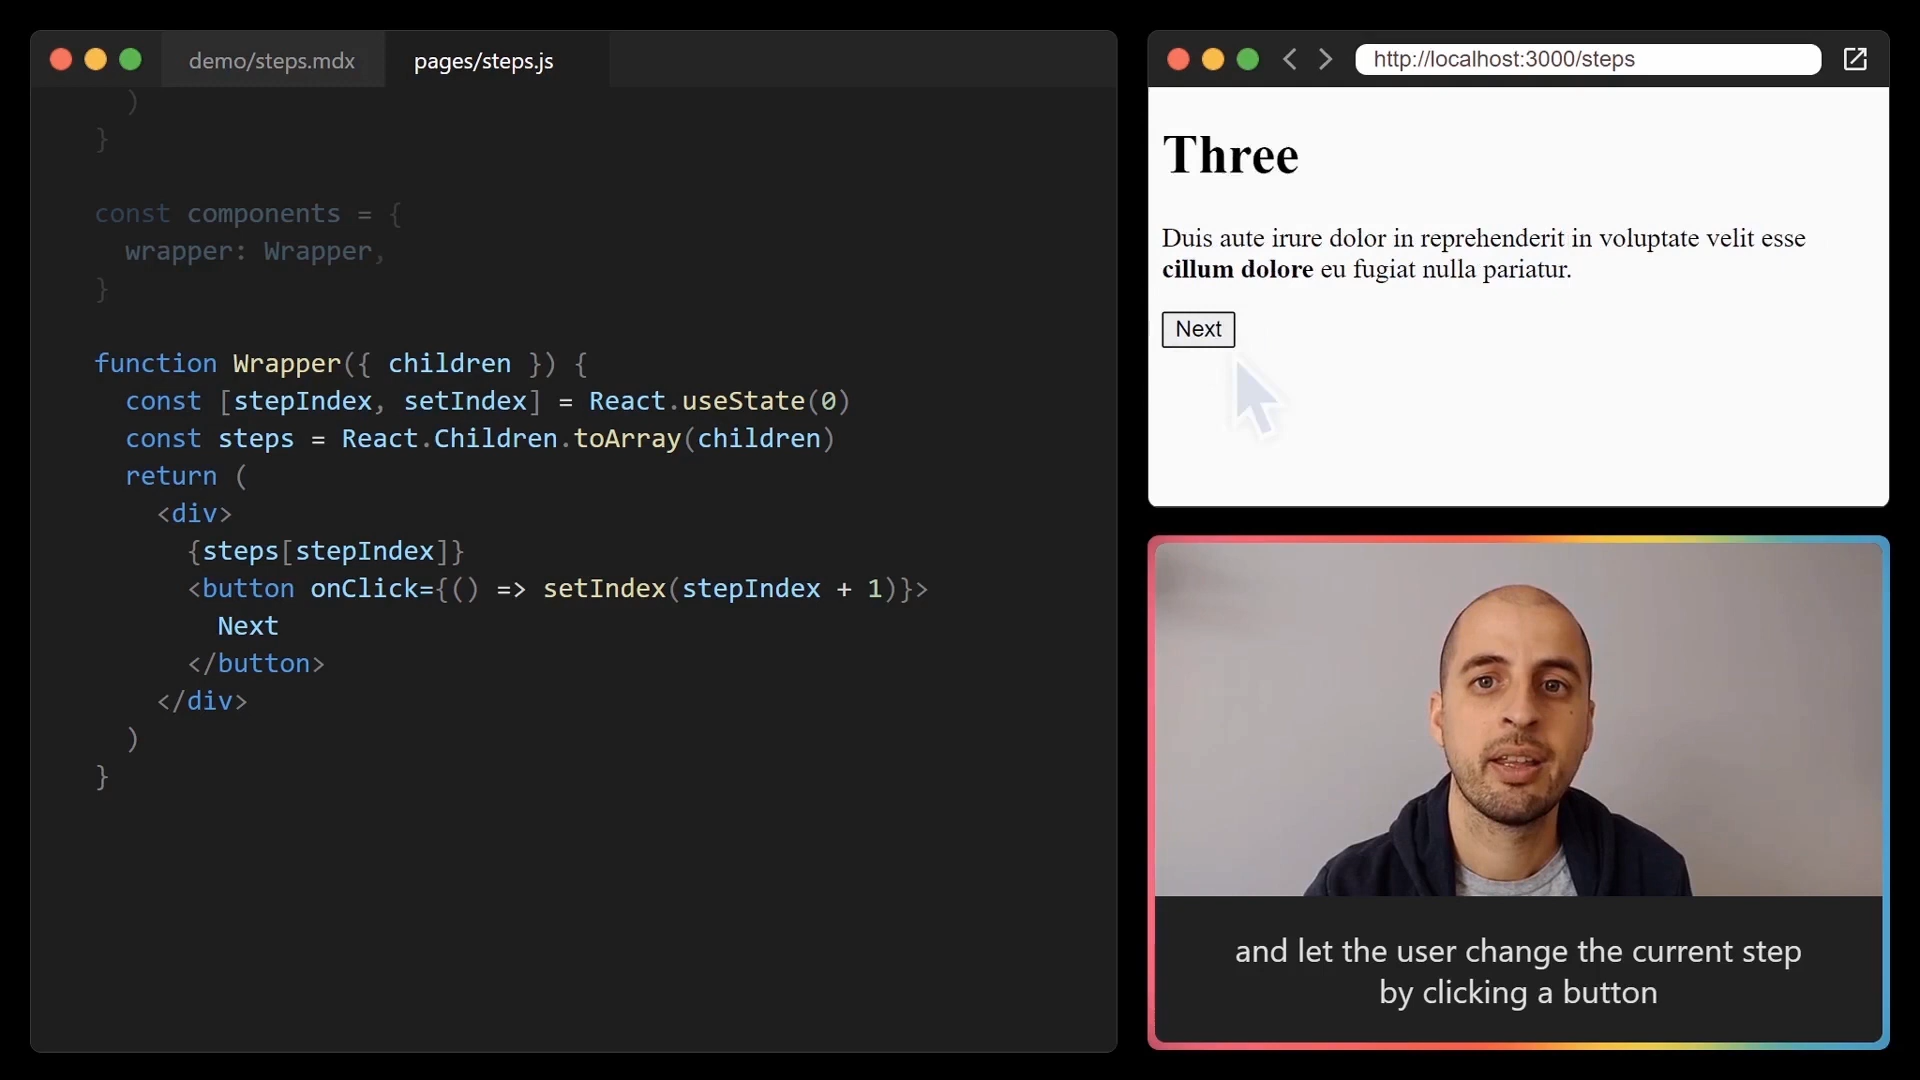 demo/steps.mdx
pages/steps.js
)
}
const components = {
wrapper: Wrapper,
}
function Wrapper({ children }) {
const [stepIndex, setIndex] = React.useState(0)
const steps = React.Children.toArray(children)
return (
<div>
{steps[stepIndex]}
<button onClick={() => setIndex(stepIndex + 1)}>
Next
</button>
</div>
)
}
http://localhost:3000/steps
Three
Duis aute irure dolor in reprehenderit in voluptate velit esse
cillum dolore eu fugiat nulla pariatur.
Next
and let the user change the current step
by clicking a button